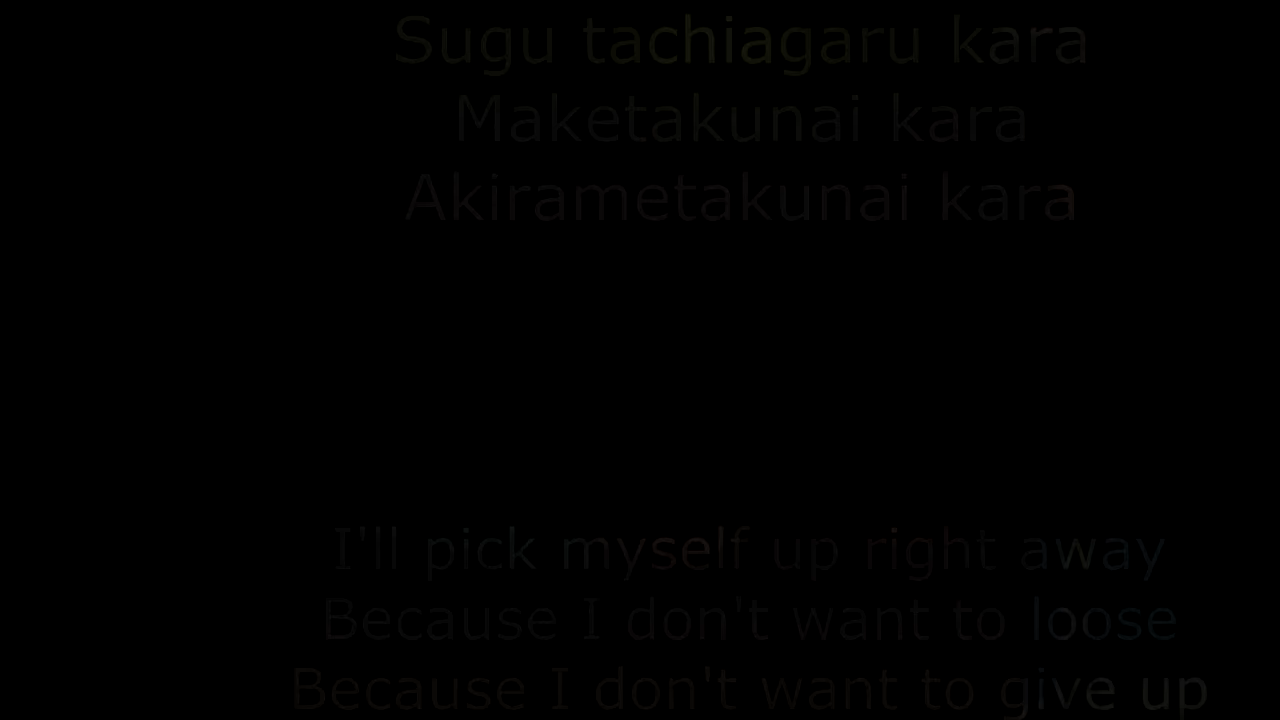 Sugu tachiagaru kara
Maketakunai kara
Akirametakunai kara
I'll pick myself up right away
Because I don't want to loose
Because I don't want to give up